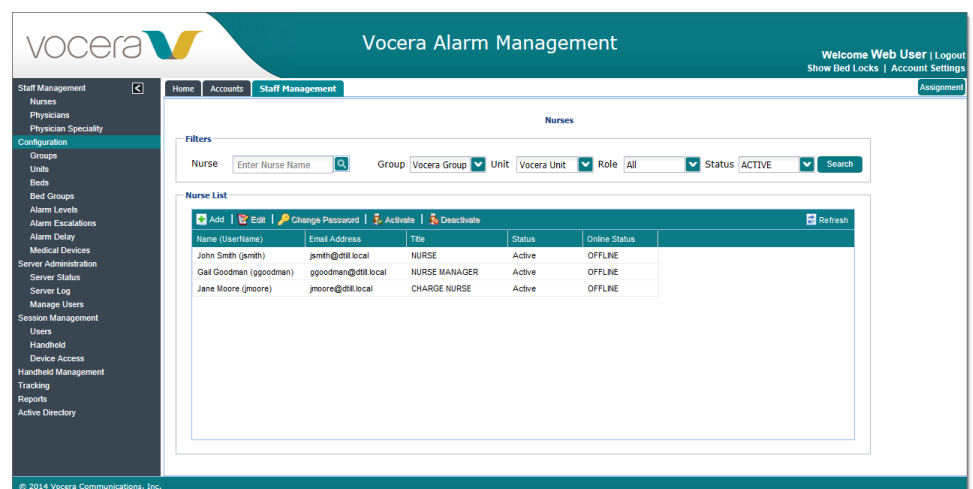 vocera
Vocera Alarm Management
Welcome Web User | Logout
Show Bed Locks | Account Settings
Staff Management
Nurses
Physicians
Physician Speciality
Configuration
Groups
Units
Beds
Bed Groups
Alarm Levels
Alarm Escalations
Alarm Delay
Medical Devices
Server Administration
Server Status
Server Log
Manage Users
Session Management
Users
Handheld
Device Access
Handheld Management
Tracking
Reports
Active Directory
Home Accounts Staff Management Assignment
Nurses
Filters
Nurse Enter Nurse Name Group Vocera Group Unit Vocera Unit Role All Status ACTIVE Search
Nurse List
Add | Edit | Change Password | Activate | Deactivate Refresh
Name (UserName) Email Address Title Status Online Status
John Smith (jsmith) jsmith@dtill.local NURSE Active OFFLINE
Gail Goodman (ggoodman) ggoodman@dtill.local NURSE MANAGER Active OFFLINE
Jane Moore (jmoore) jmoore@dtill.local CHARGE NURSE Active OFFLINE
© 2014 Vocera Communications, Inc.